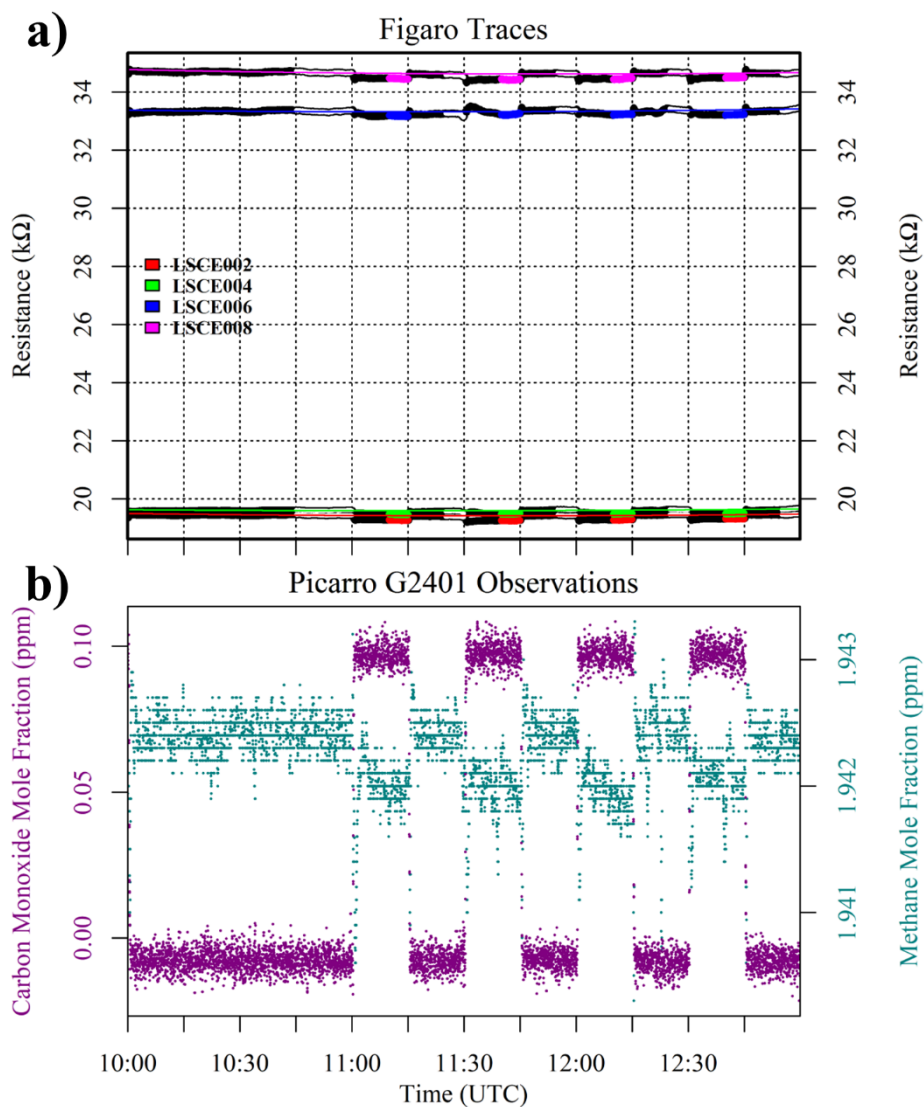 a)
Figaro Traces
Resistance (kΩ)
34
32
30
28
26
24
22
20
LSCE002
LSCE004
LSCE006
LSCE008
34
32
30
28
26
24
22
20
Resistance (kΩ)
b)
Picarro G2401 Observations
Carbon Monoxide Mole Fraction (ppm)
0.10
0.05
0.00
1.943
1.942
1.941
Methane Mole Fraction (ppm)
10:00 10:30 11:00 11:30 12:00 12:30
Time (UTC)